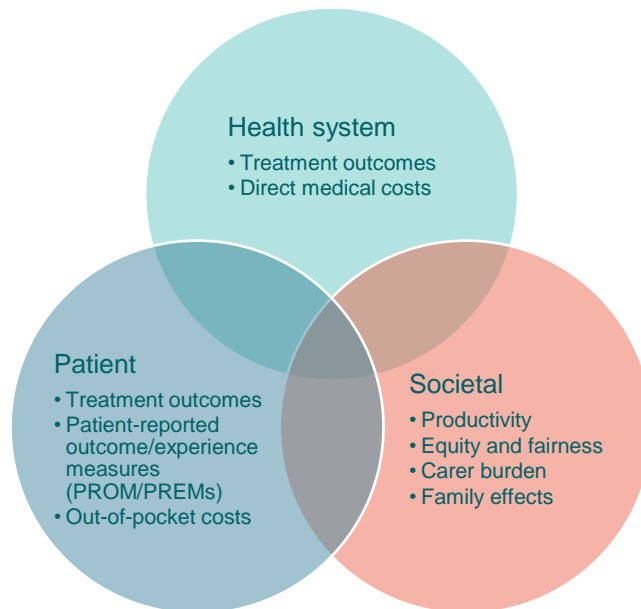 Health system
• Treatment outcomes
• Direct medical costs
Patient
• Treatment outcomes
• Patient-reported
outcome/experience
measures
(PROM/PREMs)
• Out-of-pocket costs
Societal
• Productivity
• Equity and fairness
• Carer burden
• Family effects